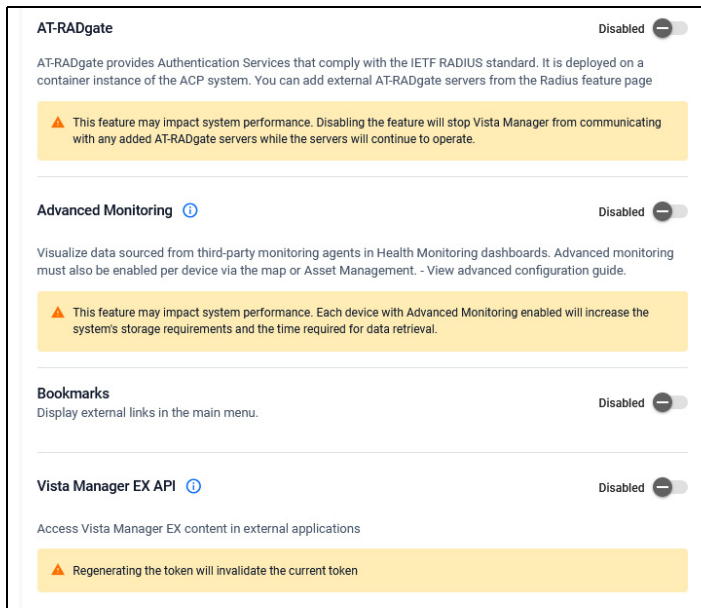 AT-RADgate
Disabled
AT-RADgate provides Authentication Services that comply with the IETF RADIUS standard. It is deployed on a
container instance of the ACP system. You can add external AT-RADgate servers from the Radius feature page
This feature may impact system performance. Disabling the feature will stop Vista Manager from communicating
with any added AT-RADgate servers while the servers will continue to operate.
Advanced Monitoring
Disabled
Visualize data sourced from third-party monitoring agents in Health Monitoring dashboards. Advanced monitoring
must also be enabled per device via the map or Asset Management. - View advanced configuration guide.
This feature may impact system performance. Each device with Advanced Monitoring enabled will increase the
system's storage requirements and the time required for data retrieval.
Bookmarks
Disabled
Display external links in the main menu.
Vista Manager EX API
Disabled
Access Vista Manager EX content in external applications
Regenerating the token will invalidate the current token